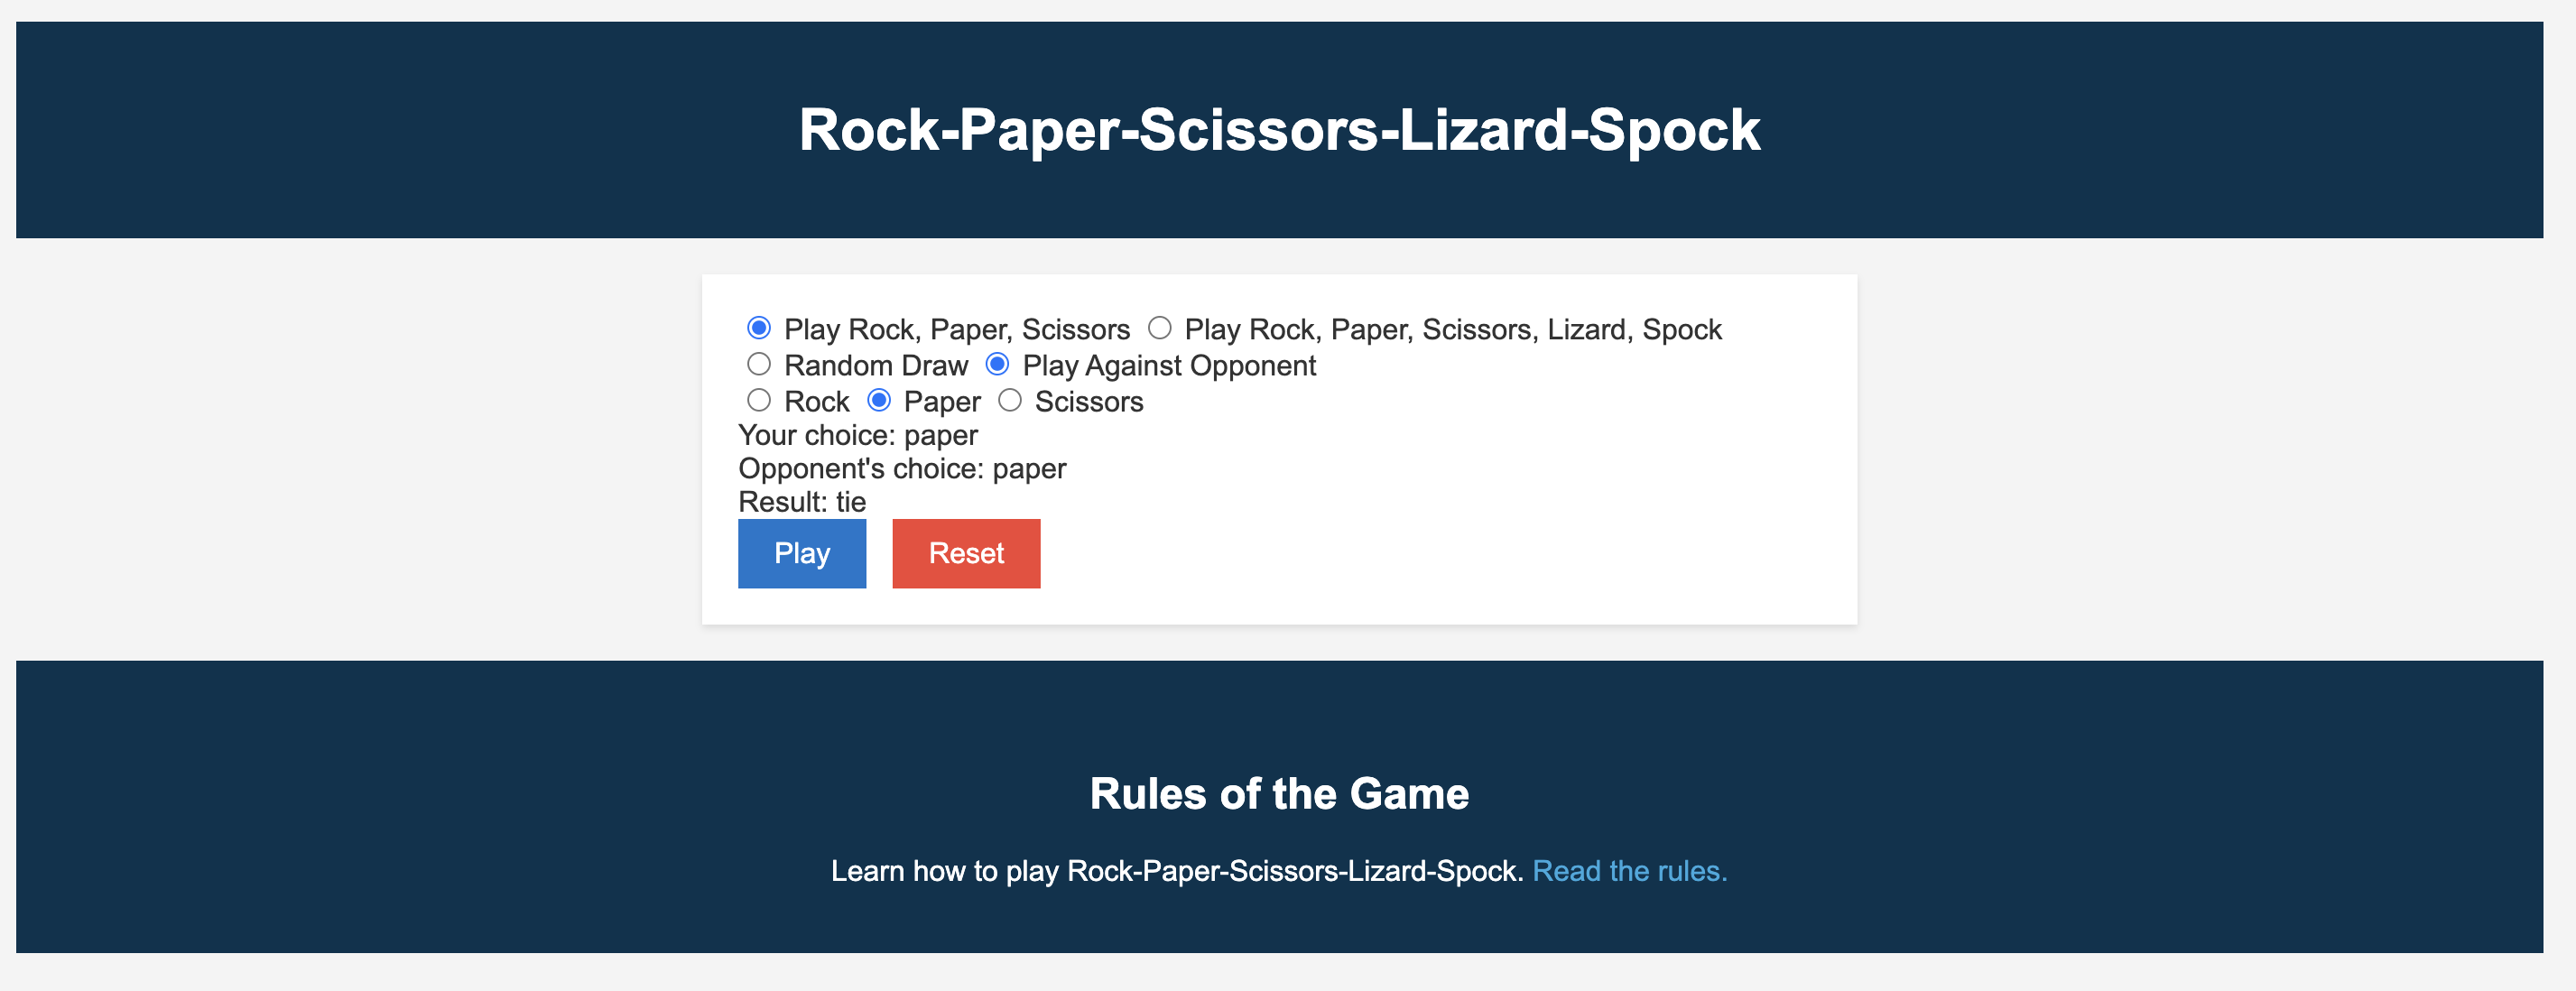 Rock-Paper-Scissors-Lizard-Spock
Play Rock, Paper, Scissors Play Rock, Paper, Scissors, Lizard, Spock
Random Draw Play Against Opponent
Rock Paper Scissors
Your choice: paper
Opponent's choice: paper
Result: tie
Play Reset
Rules of the Game
Learn how to play Rock-Paper-Scissors-Lizard-Spock. Read the rules.